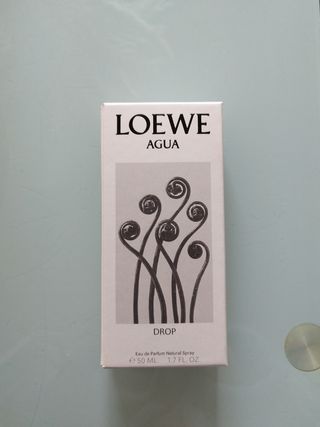 LOEWE
AGUA
DROP
Eau de Parfum Natural Spray
℮ 50 ML 1.7 FL. OZ.